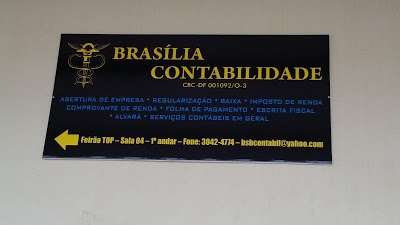 BRASÍLIA
CONTABILIDADE
CRC-DF 001092/O-3
ABERTURA DE EMPRESA * REGULARIZAÇÃO * BAIXA * IMPOSTO DE RENDA
COMPROVANTE DE RENDA * FOLHA DE PAGAMENTO * ESCRITA FISCAL
* ALVARÁ * SERVIÇOS CONTÁBEIS EM GERAL
Feirão TOP – Sala 04 – 1º andar – Fone: 3042-4774 – bsbcontabil@yahoo.com